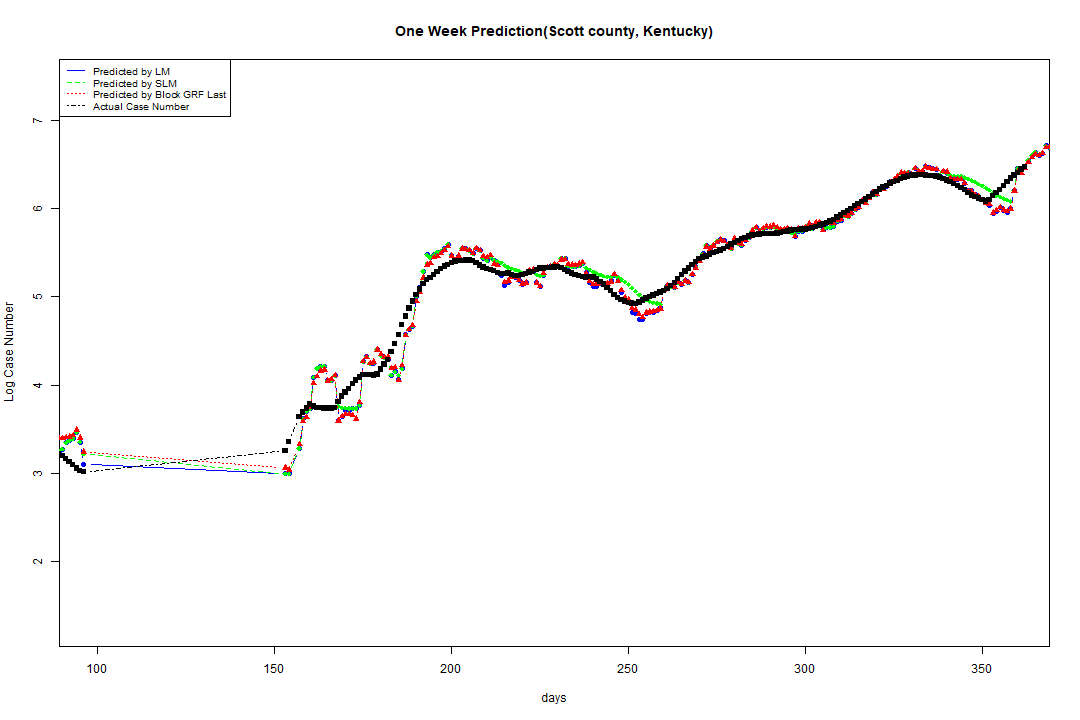 One Week Prediction(Scott county, Kentucky)
Predicted by LM
Predicted by SLM
Predicted by Block GRF Last
Actual Case Number
7
6
5
4
3
2
Log Case Number
100 150 200 250 300 350
days